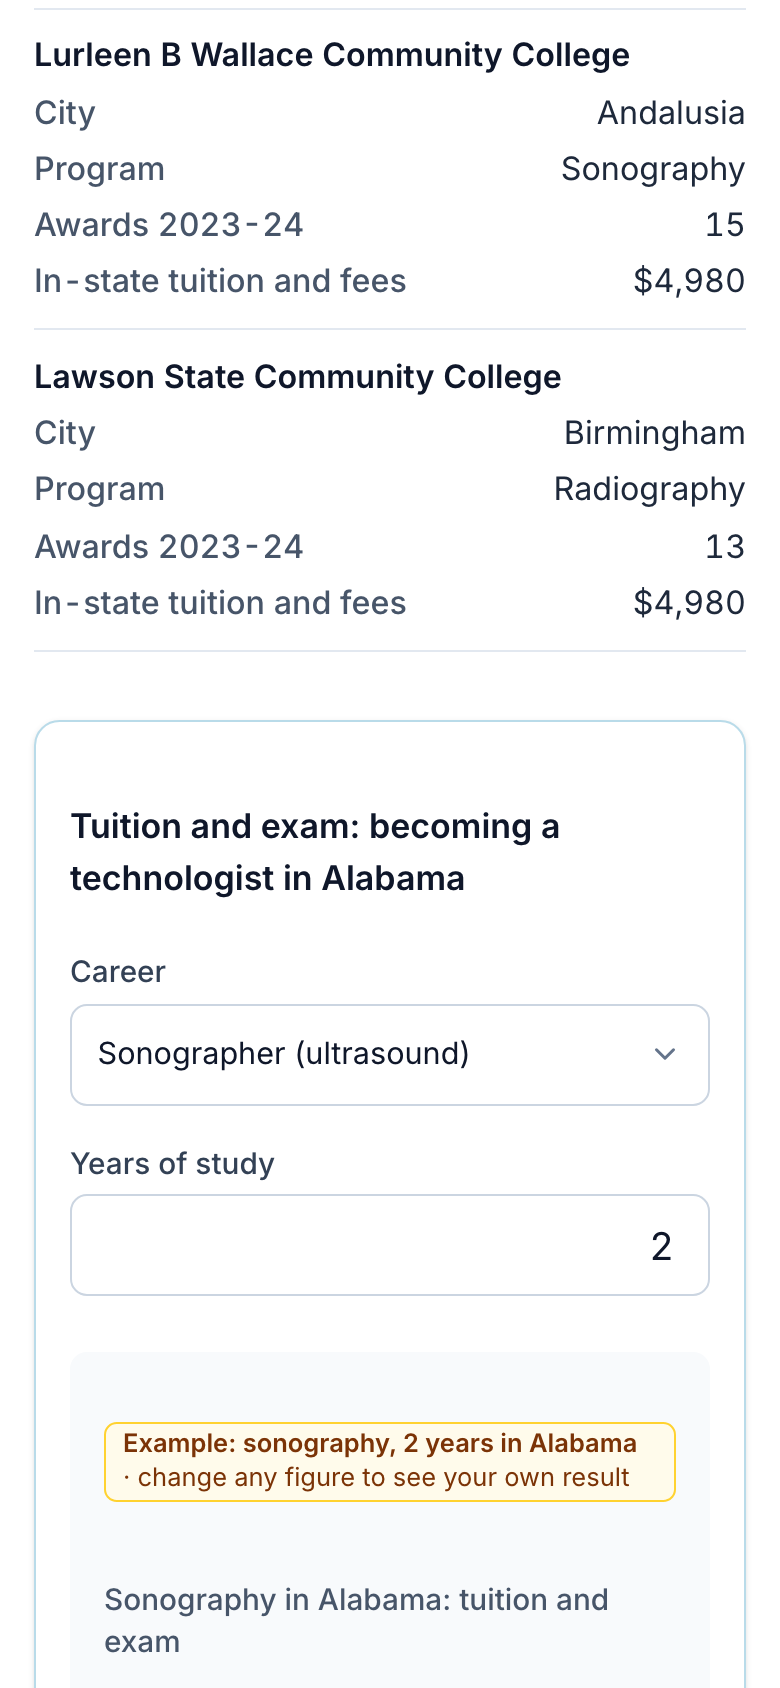 Lurleen B Wallace Community College
City Andalusia
Program Sonography
Awards 2023-24 15
In-state tuition and fees $4,980
Lawson State Community College
City Birmingham
Program Radiography
Awards 2023-24 13
In-state tuition and fees $4,980
Tuition and exam: becoming a
technologist in Alabama
Career
Sonographer (ultrasound)
Years of study
2
Example: sonography, 2 years in Alabama
· change any figure to see your own result
Sonography in Alabama: tuition and
exam